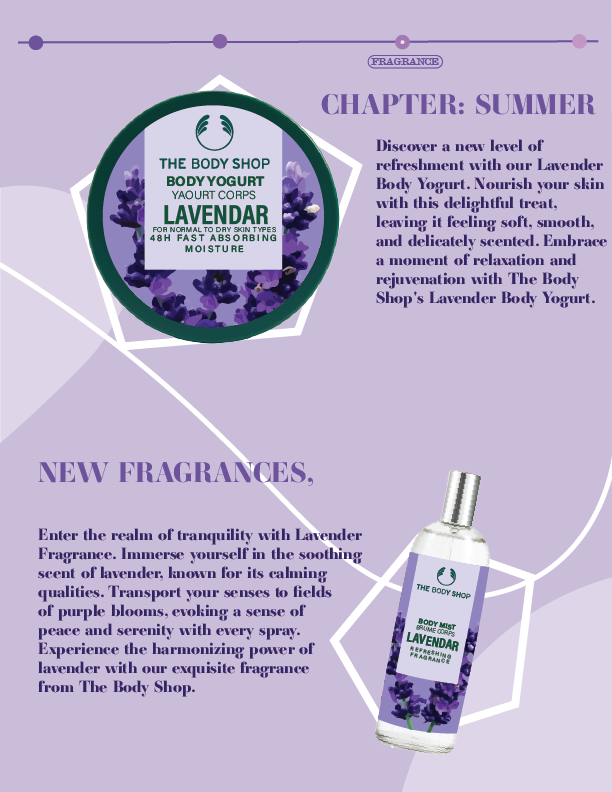 FRAGRANCE
CHAPTER: SUMMER
THE BODY SHOP
BODY YOGURT
YAOURT CORPS
LAVENDAR
FOR NORMAL TO DRY SKIN TYPES
48H FAST ABSORBING
MOISTURE
Discover a new level of
refreshment with our Lavender
Body Yogurt. Nourish your skin
with this delightful treat,
leaving it feeling soft, smooth,
and delicately scented. Embrace
a moment of relaxation and
rejuvenation with The Body
Shop's Lavender Body Yogurt.
NEW FRAGRANCES,
Enter the realm of tranquility with Lavender
Fragrance. Immerse yourself in the soothing
scent of lavender, known for its calming
qualities. Transport your senses to fields
of purple blooms, evoking a sense of
peace and serenity with every spray.
Experience the harmonizing power of
lavender with our exquisite fragrance
from The Body Shop.
THE BODY SHOP
BODY MIST
BRUME CORPS
LAVENDAR
REFRESHING
FRAGRANCE